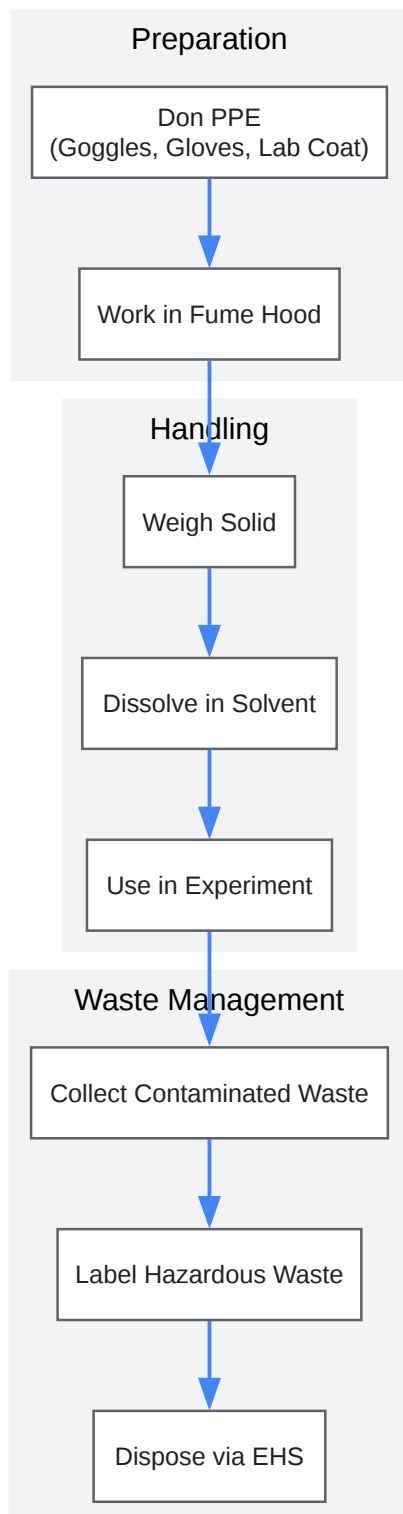 Preparation
Don PPE
(Goggles, Gloves, Lab Coat)
Work in Fume Hood
Handling
Weigh Solid
Dissolve in Solvent
Use in Experiment
Waste Management
Collect Contaminated Waste
Label Hazardous Waste
Dispose via EHS